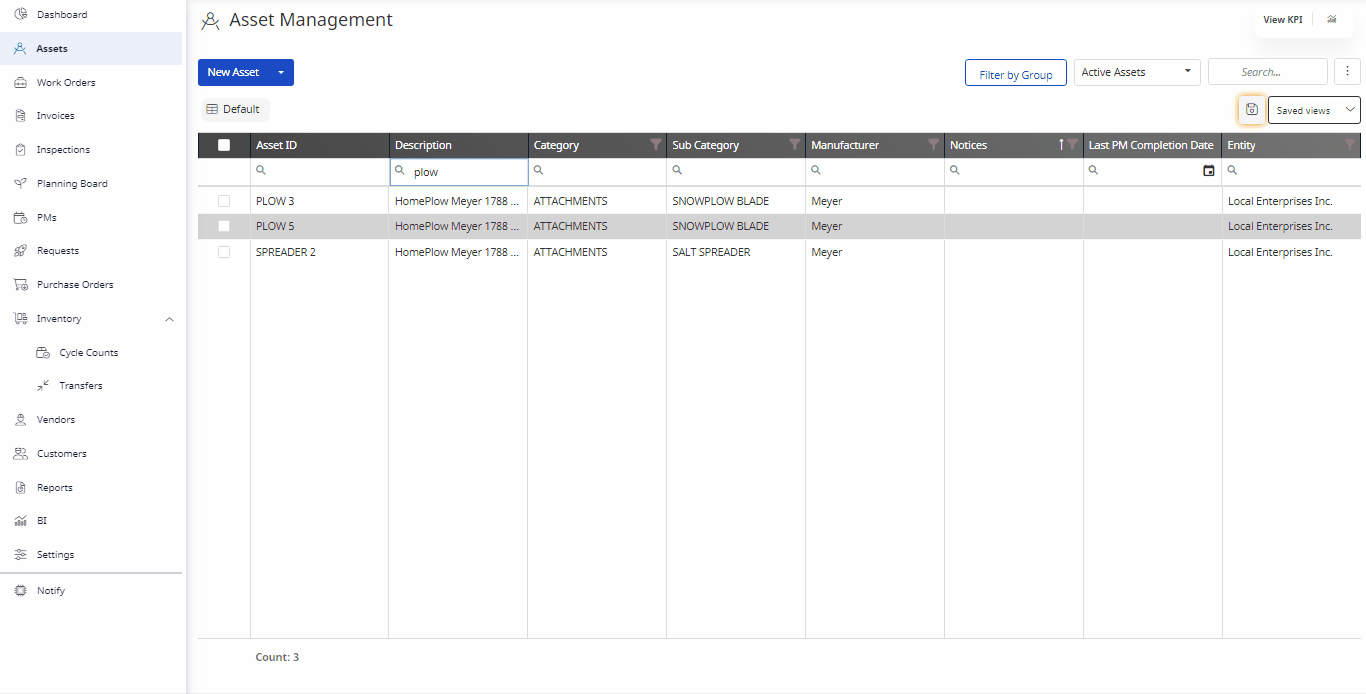 Dashboard
Assets
Work Orders
Invoices
Inspections
Planning Board
PMs
Requests
Purchase Orders
Inventory
Cycle Counts
Transfers
Vendors
Customers
Reports
BI
Settings
Notify
Asset Management
View KPI
New Asset
Filter by Group
Active Assets
Search...
Default
Saved views
Asset ID Description Category Sub Category Manufacturer Notices Last PM Completion Date Entity
plow
PLOW 3 HomePlow Meyer 1788 ... ATTACHMENTS SNOWPLOW BLADE Meyer Local Enterprises Inc.
PLOW 5 HomePlow Meyer 1788 ... ATTACHMENTS SNOWPLOW BLADE Meyer Local Enterprises Inc.
SPREADER 2 HomePlow Meyer 1788 ... ATTACHMENTS SALT SPREADER Meyer Local Enterprises Inc.
Count: 3